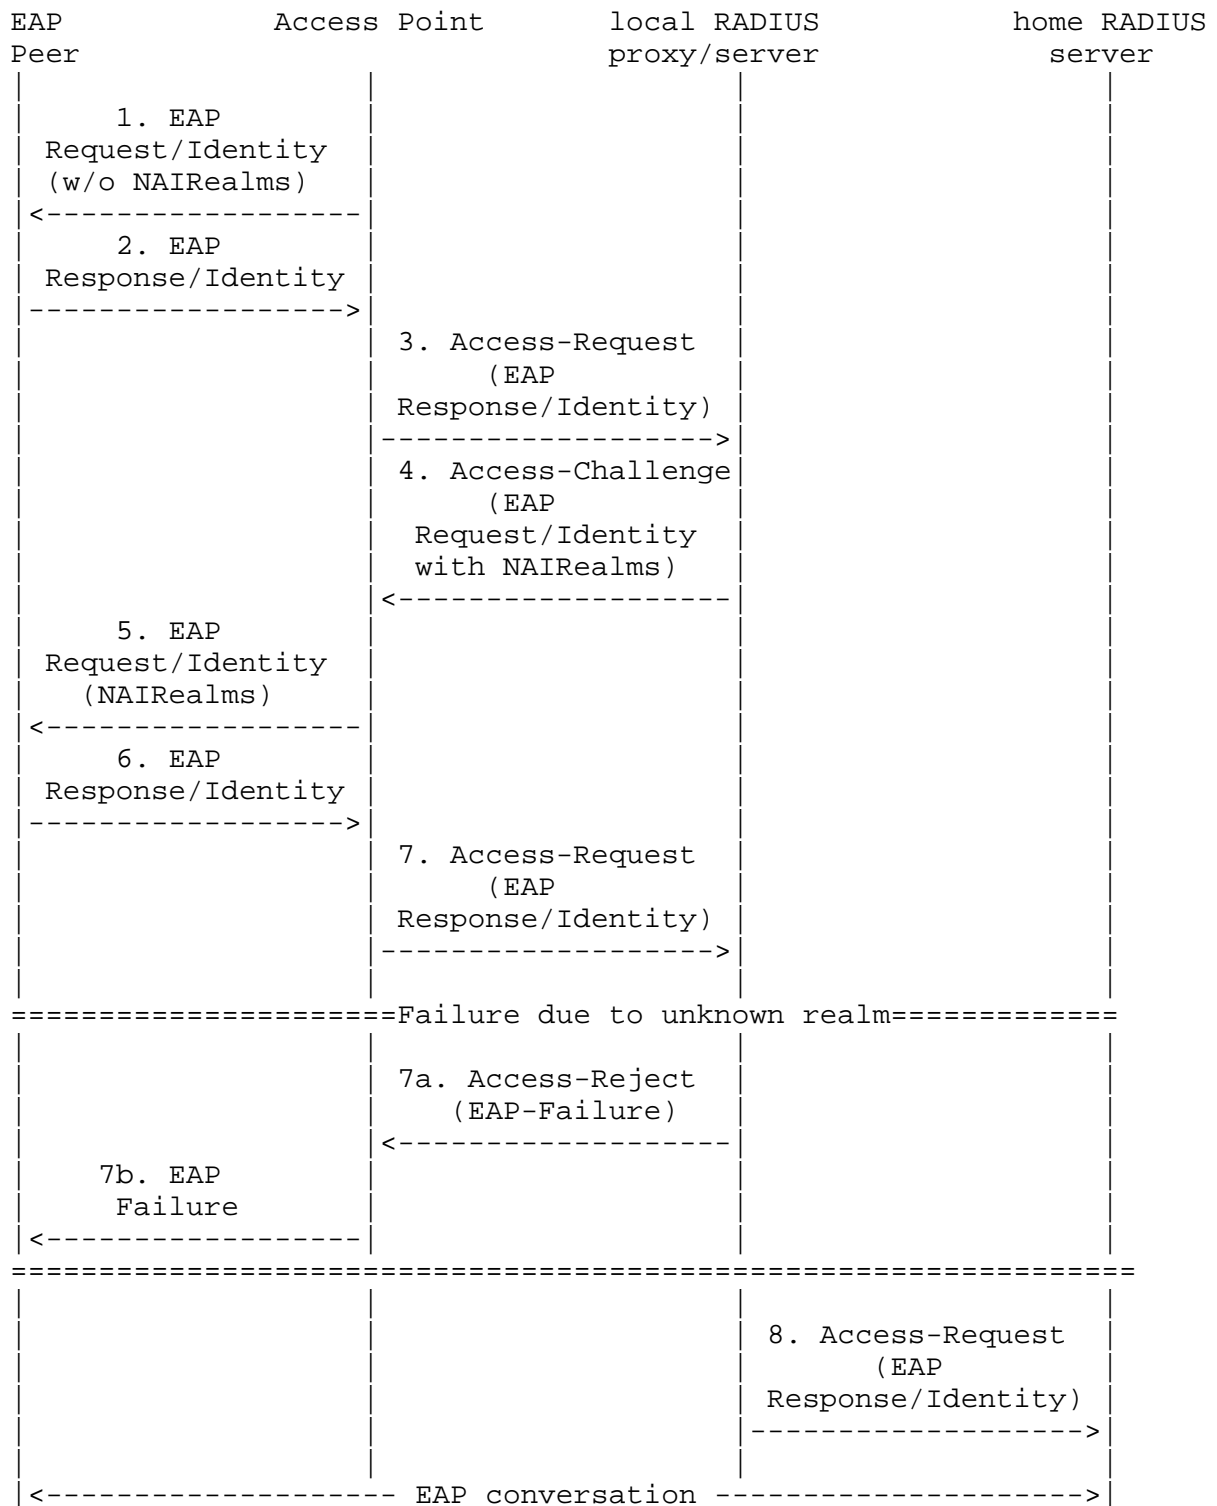 EAP Access Point local RADIUS home RADIUS
Peer proxy/server server
1. EAP
Request/Identity
(w/o NAIRealms)
2. EAP
Response/Identity
3. Access-Request
(EAP
Response/Identity)
4. Access-Challenge
(EAP
Request/Identity
with NAIRealms)
5. EAP
Request/Identity
(NAIRealms)
6. EAP
Response/Identity
7. Access-Request
(EAP
Response/Identity)
Failure due to unknown realm
7a. Access-Reject
(EAP-Failure)
7b. EAP
Failure
8. Access-Request
(EAP
Response/Identity)
EAP conversation